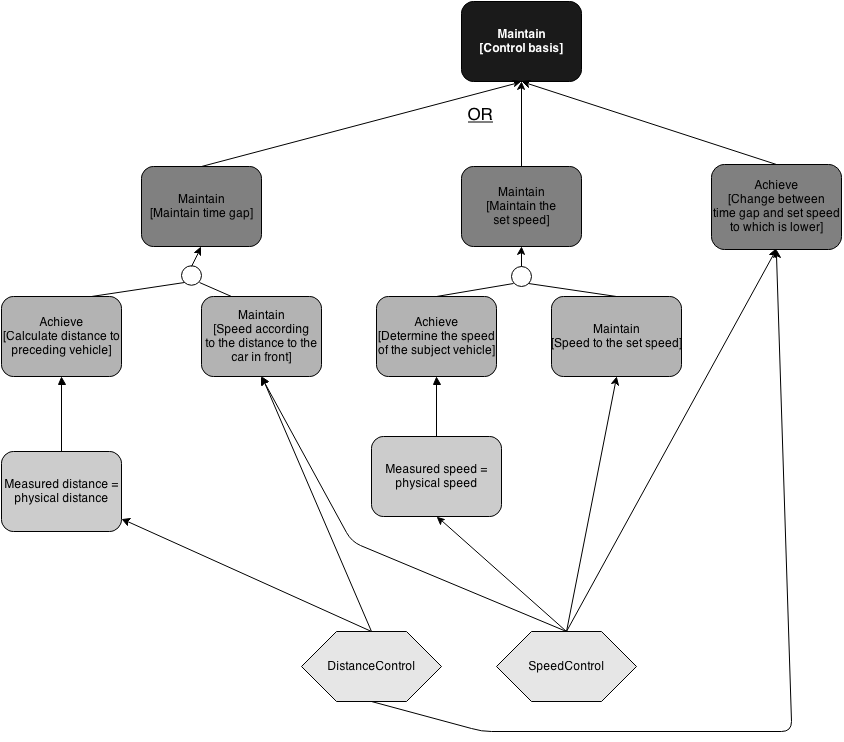 Maintain
[Control basis]
OR
Maintain
[Maintain time gap]
Maintain
[Maintain the
set speed]
Achieve
[Change between
time gap and set speed
to which is lower]
Achieve
[Calculate distance to
preceding vehicle]
Maintain
[Speed according
to the distance to the
car in front]
Achieve
[Determine the speed
of the subject vehicle]
Maintain
[Speed to the set speed]
Measured distance =
physical distance
Measured speed =
physical speed
DistanceControl
SpeedControl